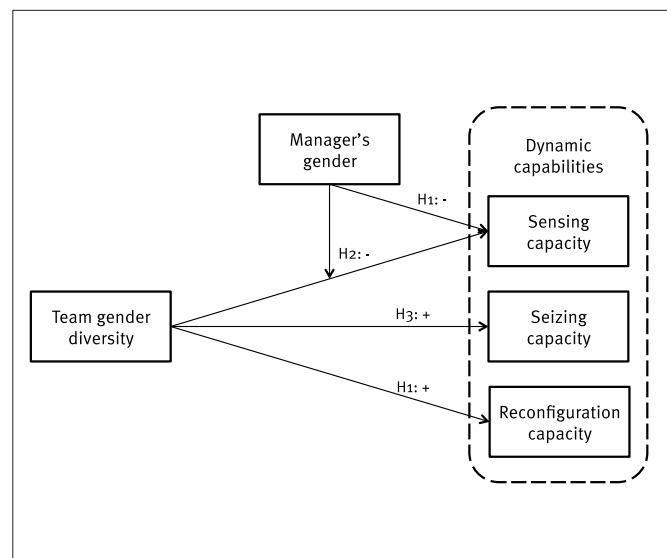 Manager's
gender
Dynamic
capabilities
H1: -
Sensing
capacity
H2: -
Team gender
diversity
H3: +
Seizing
capacity
H1: +
Reconfiguration
capacity